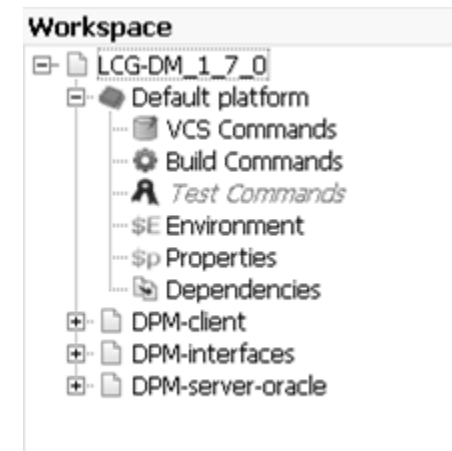 Workspace
LCG-DM_1_7_0
Default platform
VCS Commands
Build Commands
Test Commands
$E Environment
$p Properties
Dependencies
DPM-client
DPM-interfaces
DPM-server-oracle